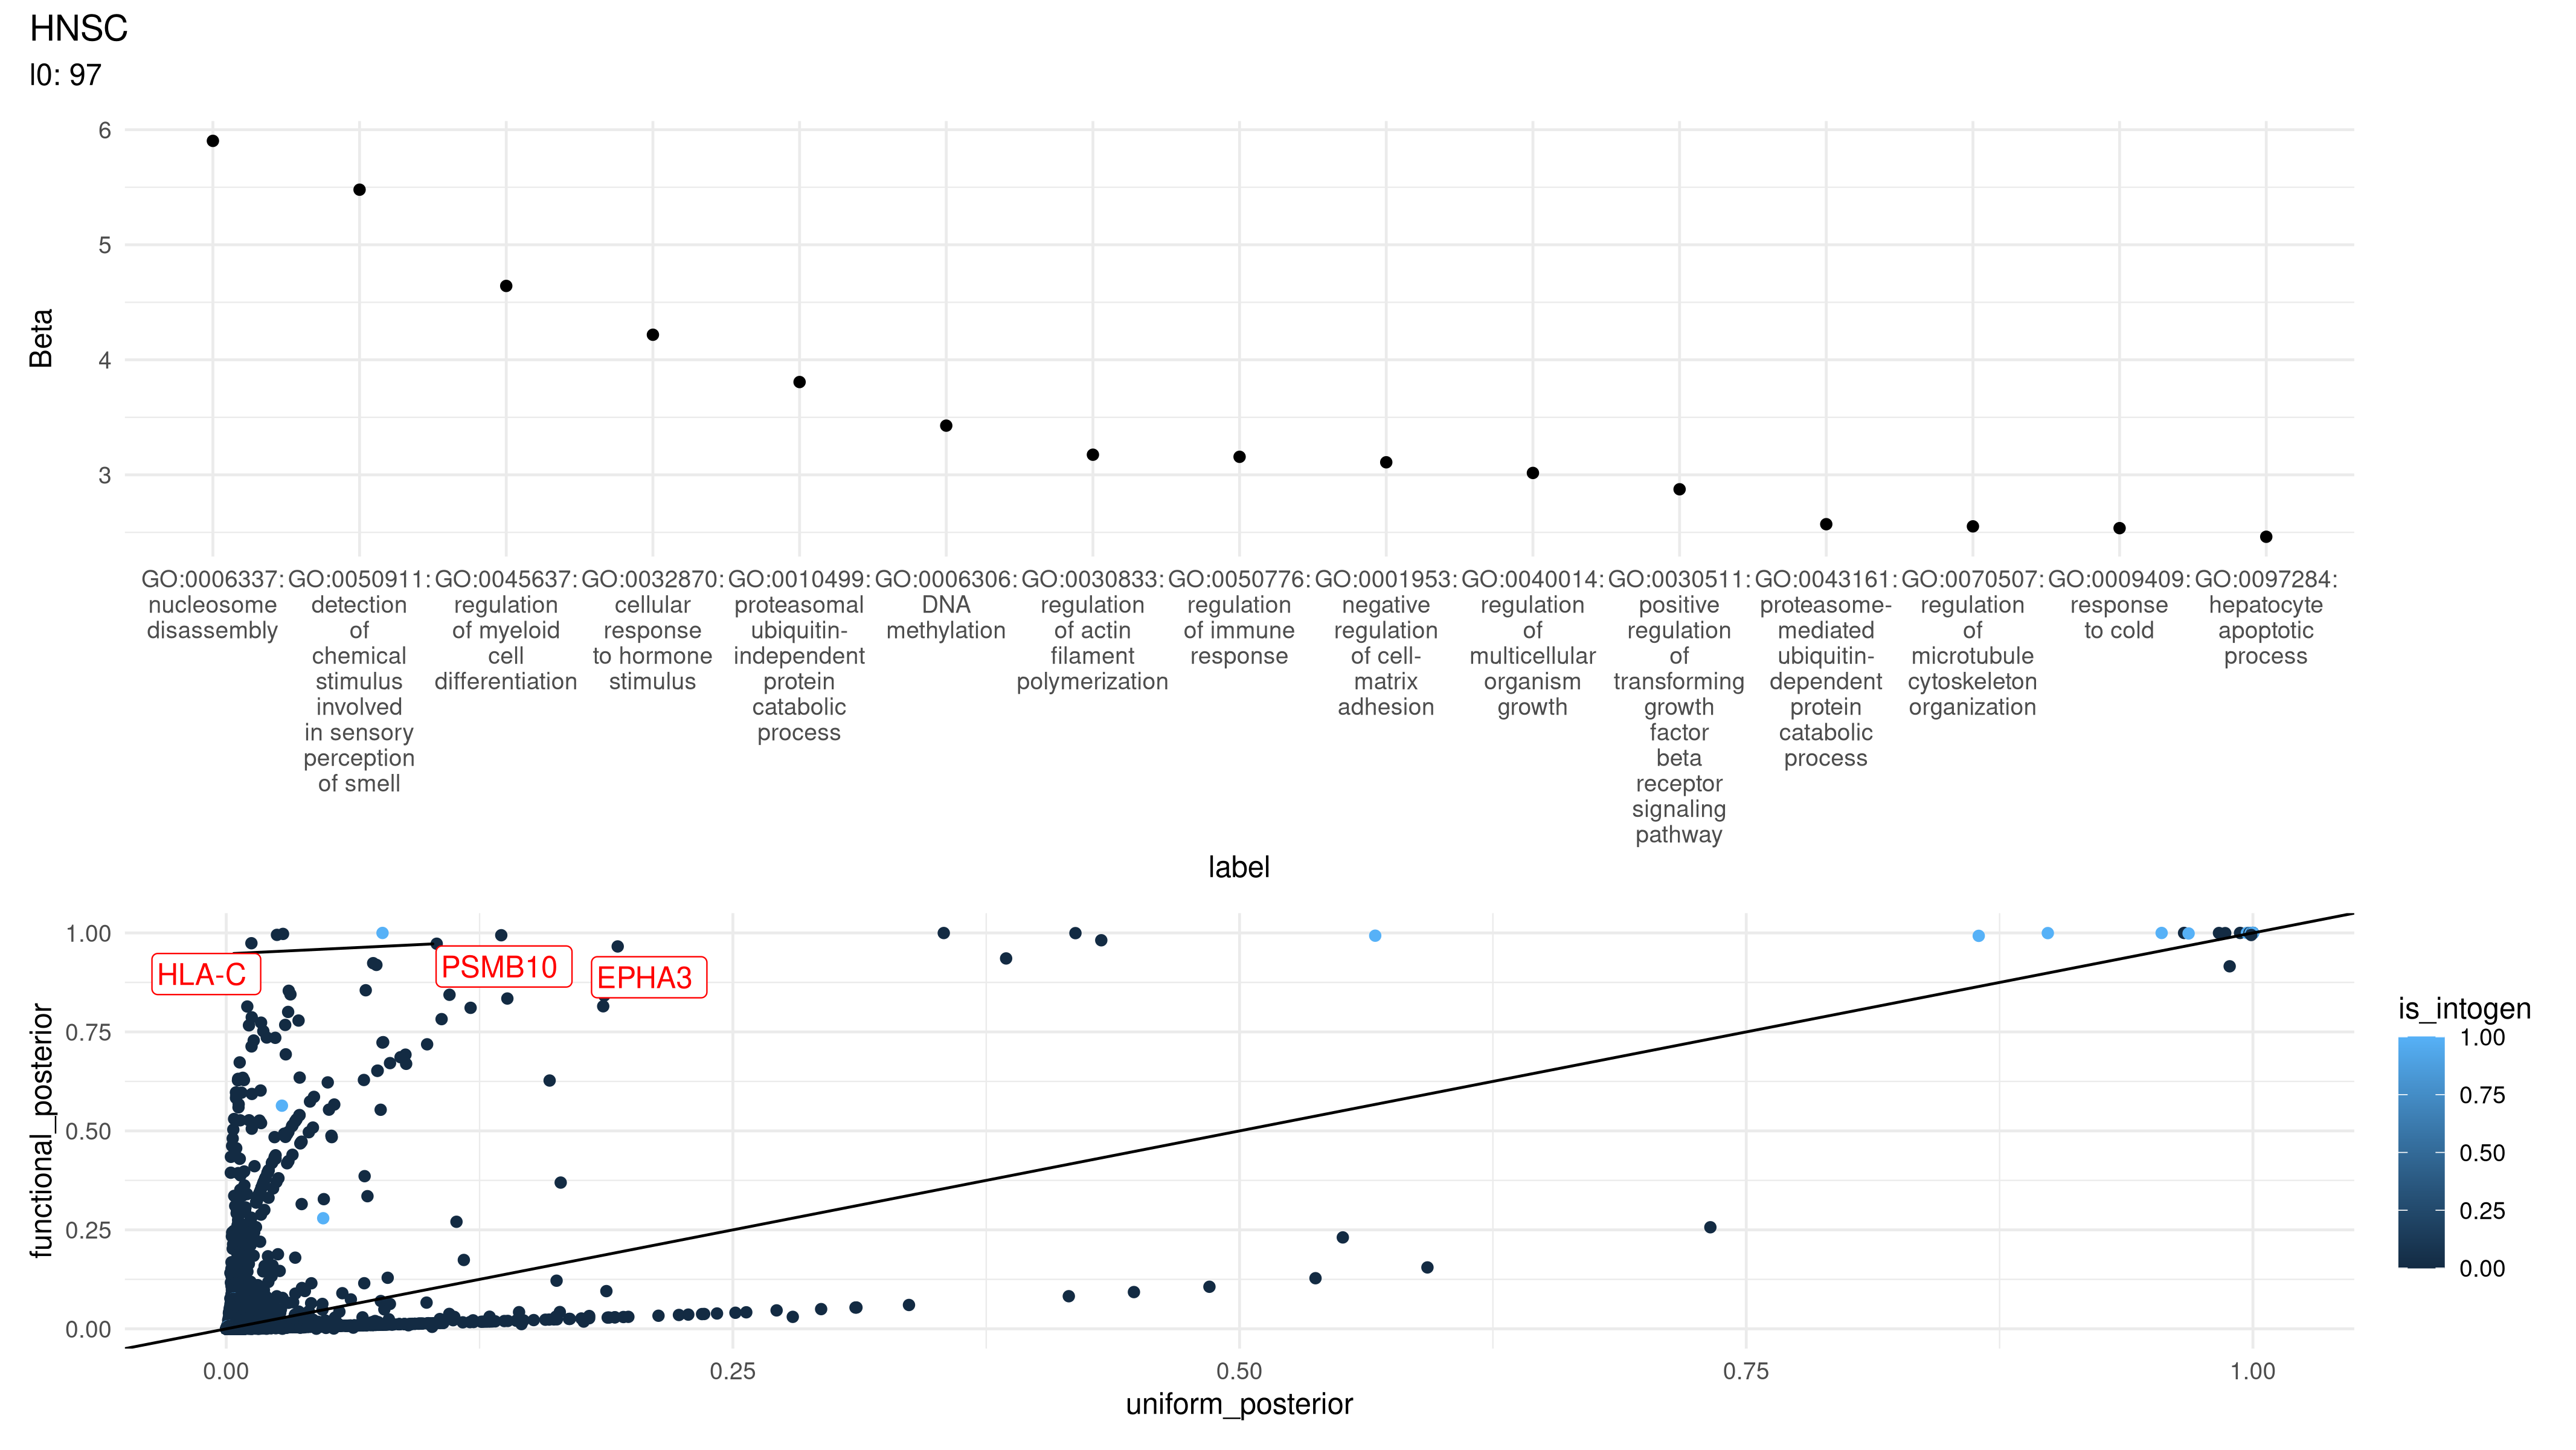 HNSC
l0: 97
Beta
6
5
4
3
GO:0006337:
nucleosome
disassembly
GO:0050911:
detection
of
chemical
stimulus
involved
in sensory
perception
of smell
GO:0045637:
regulation
of myeloid
cell
differentiation
GO:0032870:
cellular
response
to hormone
stimulus
GO:0010499:
proteasomal
ubiquitin-
independent
protein
catabolic
process
GO:0006306:
DNA
methylation
GO:0030833:
regulation
of actin
filament
polymerization
GO:0050776:
regulation
of immune
response
GO:0001953:
negative
regulation
of cell-
matrix
adhesion
GO:0040014:
regulation
of
multicellular
organism
growth
GO:0030511:
positive
regulation
of
transforming
growth
factor
beta
receptor
signaling
pathway
GO:0043161:
proteasome-
mediated
ubiquitin-
dependent
protein
catabolic
process
GO:0070507:
regulation
of
microtubule
cytoskeleton
organization
GO:0009409:
response
to cold
GO:0097284:
hepatocyte
apoptotic
process
label
functional_posterior
1.00
0.75
0.50
0.25
0.00
HLA-C
PSMB10
EPHA3
0.00
0.25
0.50
0.75
1.00
uniform_posterior
is_intogen
1.00
0.75
0.50
0.25
0.00